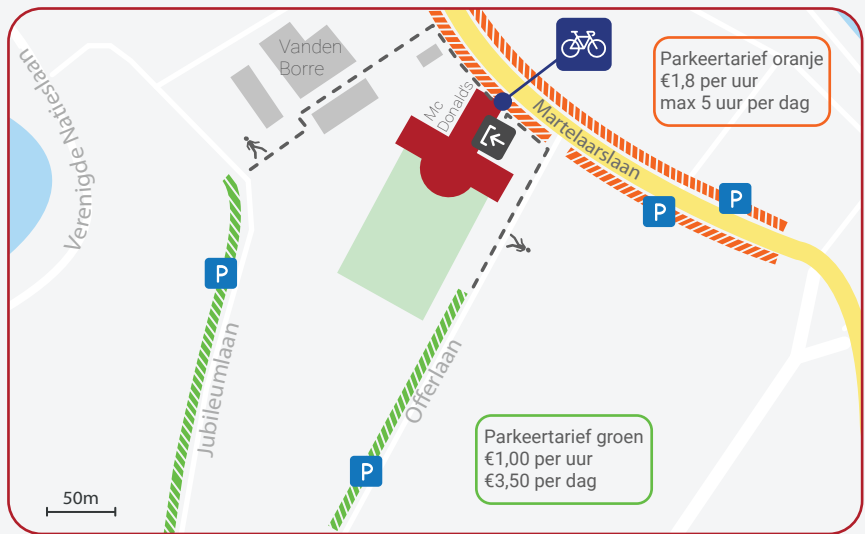 Vanden
Borre
Mc
Donald's
Parkeertarief oranje
€1,8 per uur
max 5 uur per dag
Martelaarslaan
Verenigde Natieslaan
P
P
P
Jubileumlaan
Offerlaan
P
Parkeertarief groen
€1,00 per uur
€3,50 per dag
50m